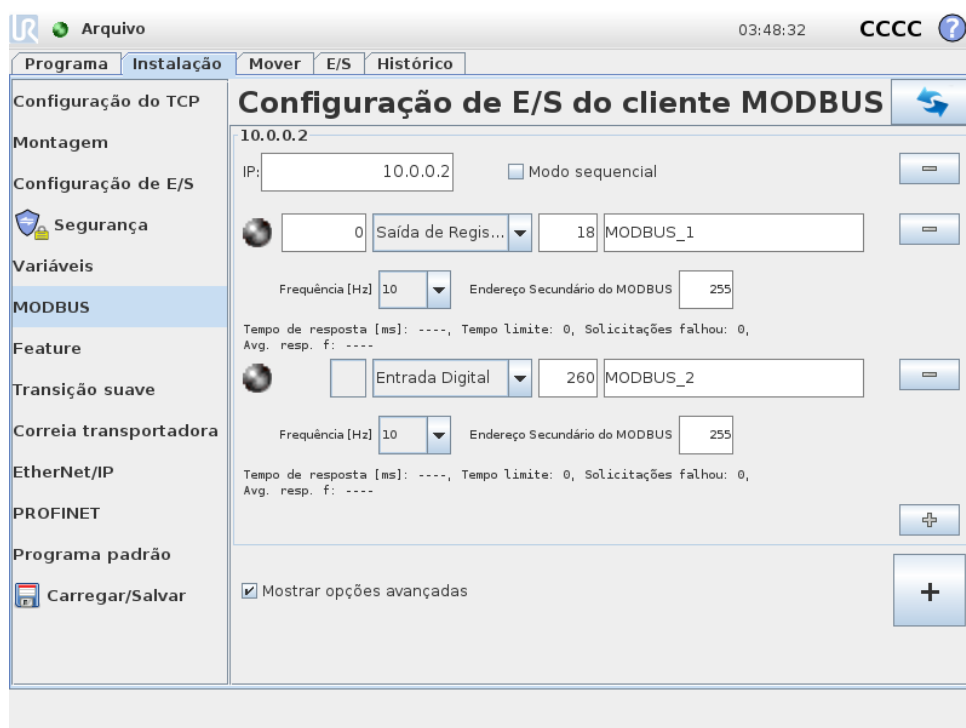 UR Arquivo 03:48:32 CCCC ?
Programa Instalação Mover E/S Histórico
Configuração do TCP
Montagem
Configuração de E/S
Segurança
Variáveis
MODBUS
Feature
Transição suave
Correia transportadora
EtherNet/IP
PROFINET
Programa padrão
Carregar/Salvar
Configuração de E/S do cliente MODBUS
10.0.0.2
IP: 10.0.0.2 Modo sequencial
0 Saída de Regis... 18 MODBUS_1
Frequência [Hz] 10 Endereço Secundário do MODBUS 255
Tempo de resposta [ms]: ----, Tempo limite: 0, Solicitações falhou: 0,
Avg. resp. f: ----
Entrada Digital 260 MODBUS_2
Frequência [Hz] 10 Endereço Secundário do MODBUS 255
Tempo de resposta [ms]: ----, Tempo limite: 0, Solicitações falhou: 0,
Avg. resp. f: ----
Mostrar opções avançadas